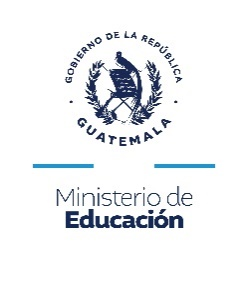 GOBIERNO DE LA REPÚBLICA
GUATEMALA
Ministerio de
Educación